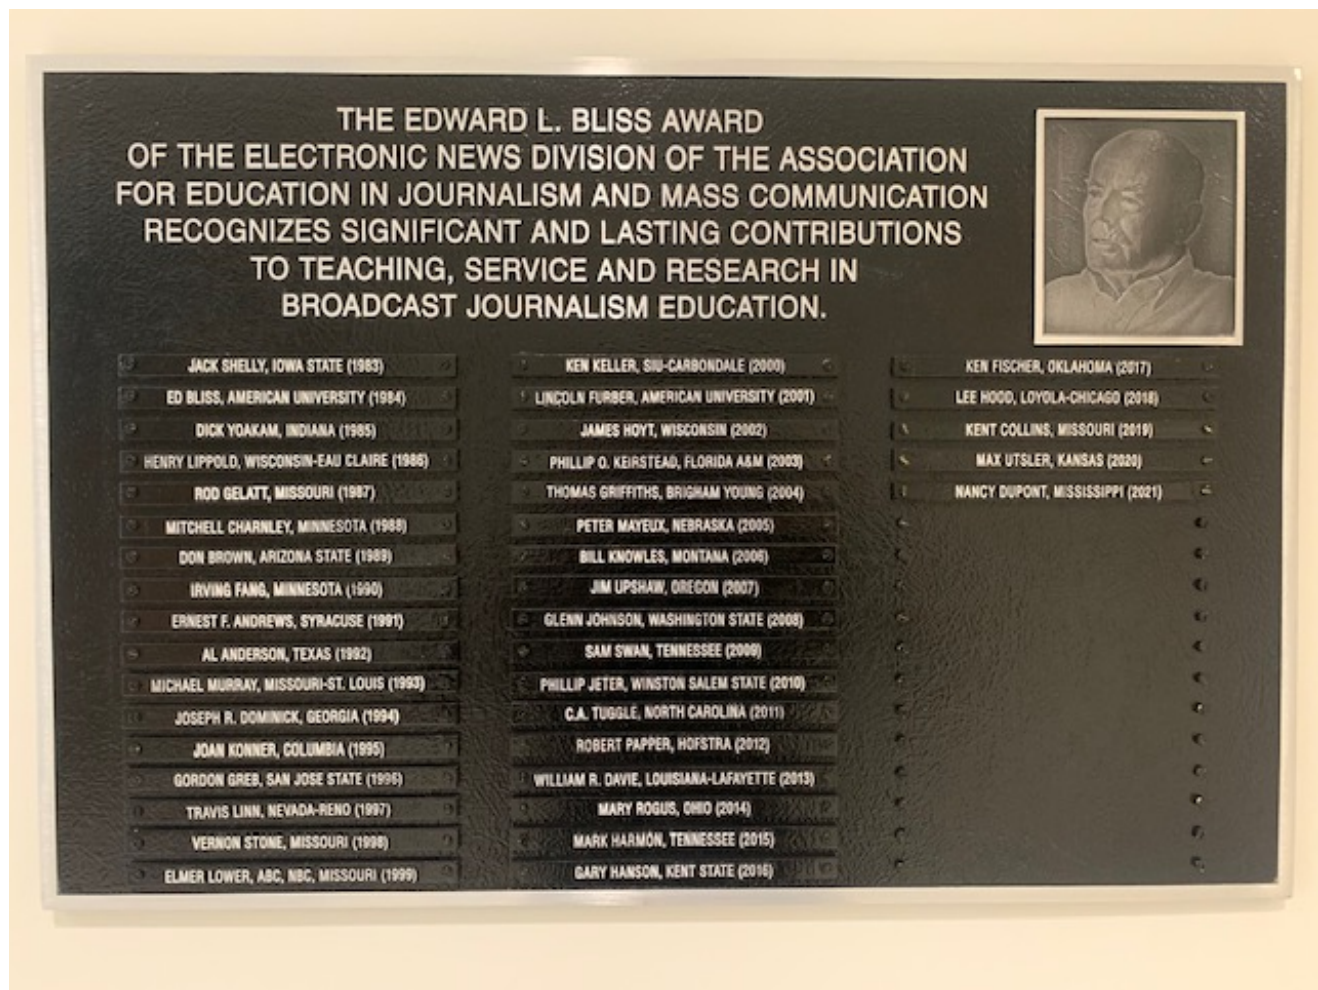 THE EDWARD L. BLISS AWARD
OF THE ELECTRONIC NEWS DIVISION OF THE ASSOCIATION
FOR EDUCATION IN JOURNALISM AND MASS COMMUNICATION
RECOGNIZES SIGNIFICANT AND LASTING CONTRIBUTIONS
TO TEACHING, SERVICE AND RESEARCH IN
BROADCAST JOURNALISM EDUCATION.
JACK SHELLY, IOWA STATE (1983)
ED BLISS, AMERICAN UNIVERSITY (1984)
DICK YOAKAM, INDIANA (1985)
HENRY LIPPOLD, WISCONSIN-EAU CLAIRE (1986)
ROD GELATT, MISSOURI (1987)
MITCHELL CHARNLEY, MINNESOTA (1988)
DON BROWN, ARIZONA STATE (1989)
IRVING FANG, MINNESOTA (1990)
ERNEST F. ANDREWS, SYRACUSE (1991)
AL ANDERSON, TEXAS (1992)
MICHAEL MURRAY, MISSOURI-ST. LOUIS (1993)
JOSEPH R. DOMINICK, GEORGIA (1994)
JOAN KONNER, COLUMBIA (1995)
GORDON GREB, SAN JOSE STATE (1996)
TRAVIS LINN, NEVADA-RENO (1997)
VERNON STONE, MISSOURI (1998)
ELMER LOWER, ABC, NBC, MISSOURI (1999)
KEN KELLER, SIU-CARBONDALE (2000)
LINCOLN FURBER, AMERICAN UNIVERSITY (2001)
JAMES HOYT, WISCONSIN (2002)
PHILLIP O. KEIRSTEAD, FLORIDA A&M (2003)
THOMAS GRIFFITHS, BRIGHAM YOUNG (2004)
PETER MAYEUX, NEBRASKA (2005)
BILL KNOWLES, MONTANA (2006)
JIM UPSHAW, OREGON (2007)
GLENN JOHNSON, WASHINGTON STATE (2008)
SAM SWAN, TENNESSEE (2009)
PHILLIP JETER, WINSTON SALEM STATE (2010)
C.A. TUGGLE, NORTH CAROLINA (2011)
ROBERT PAPPER, HOFSTRA (2012)
WILLIAM R. DAVIE, LOUISIANA-LAFAYETTE (2013)
MARY ROGUS, OHIO (2014)
MARK HARMON, TENNESSEE (2015)
GARY HANSON, KENT STATE (2016)
KEN FISCHER, OKLAHOMA (2017)
LEE HOOD, LOYOLA-CHICAGO (2018)
KENT COLLINS, MISSOURI (2019)
MAX UTSLER, KANSAS (2020)
NANCY DUPONT, MISSISSIPPI (2021)